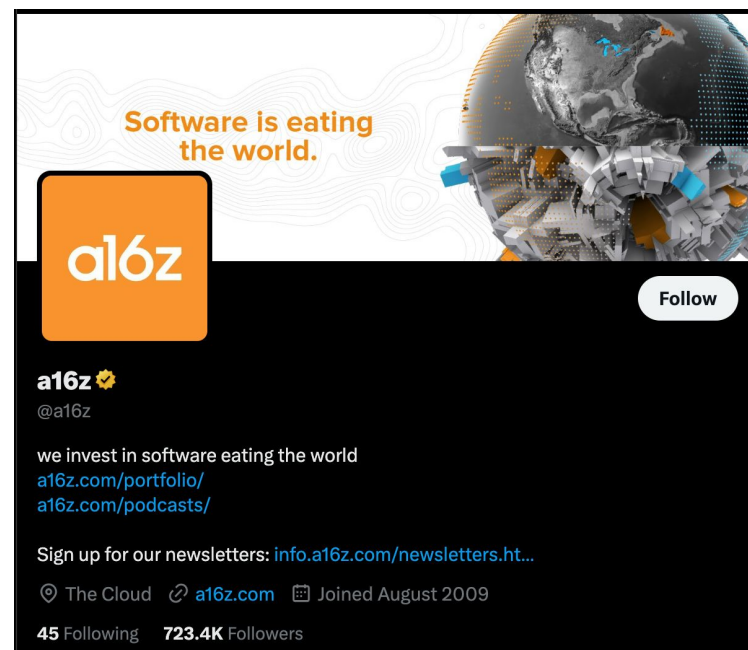 Software is eating
the world.
a16z
Follow
a16z
@a16z
we invest in software eating the world
a16z.com/portfolio/
a16z.com/podcasts/
Sign up for our newsletters: info.a16z.com/newsletters.ht...
The Cloud a16z.com Joined August 2009
45 Following 723.4K Followers